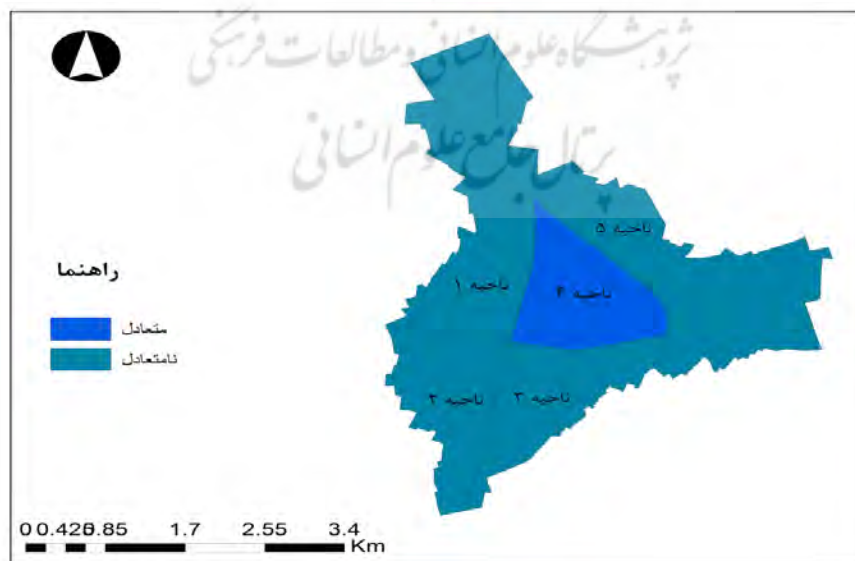 پژوهشگاه علوم انسانی و مطالعات فرهنگی
پرتال جامع علوم انسانی
ناحیه ۵
راهنما
ناحیه ۱
ناحیه ۴
متعادل
نامتعادل
ناحیه ۲
ناحیه ۳
0 0.425 0.85 1.7 2.55 3.4
Km